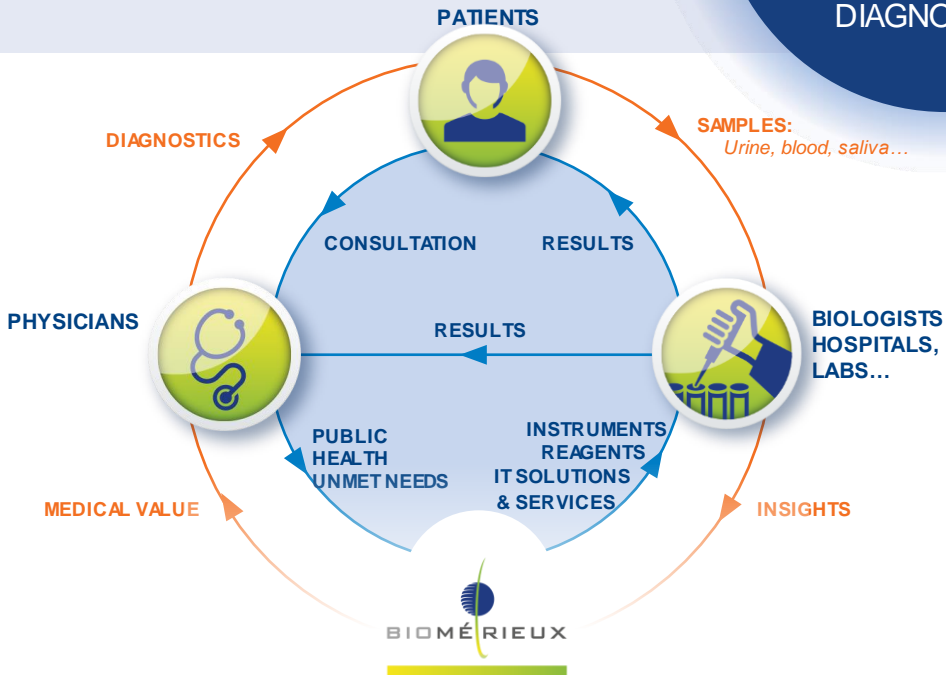 PATIENTS
DIAGNO
DIAGNOSTICS
SAMPLES:
Urine, blood, saliva…
CONSULTATION
RESULTS
PHYSICIANS
RESULTS
BIOLOGISTS
HOSPITALS,
LABS…
PUBLIC
HEALTH
UNMET NEEDS
INSTRUMENTS
REAGENTS
IT SOLUTIONS
& SERVICES
MEDICAL VALUE
INSIGHTS
BIOMÉRIEUX